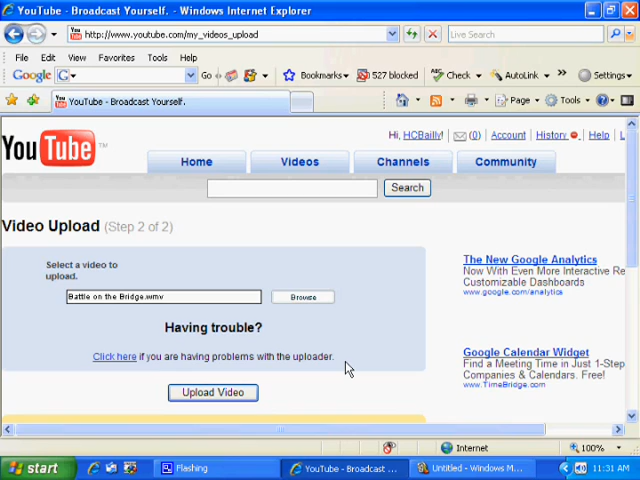 YouTube - Broadcast Yourself. - Windows Internet Explorer
http://www.youtube.com/my_videos_upload
Live Search
File Edit View Favorites Tools Help
Google G Go Bookmarks 527 blocked Check AutoLink Settings
YouTube - Broadcast Yourself. Page Tools
Hi, HCBailly! (0) Account History Help L
YouTube TM
Home Videos Channels Community
Search
Video Upload (Step 2 of 2)
Select a video to
upload.
Battle on the Bridge.wmv Browse
Having trouble?
Click here if you are having problems with the uploader.
Upload Video
The New Google Analytics
Now With Even More Interactive Re
Customizable Dashboards
www.google.com/analytics
Google Calendar Widget
Find a Meeting Time in Just 1-Step
Companies & Calendars. Free!
www.TimeBridge.com
Internet 100%
start Flashing YouTube - Broadcast ... Untitled - Windows M... 11:31 AM